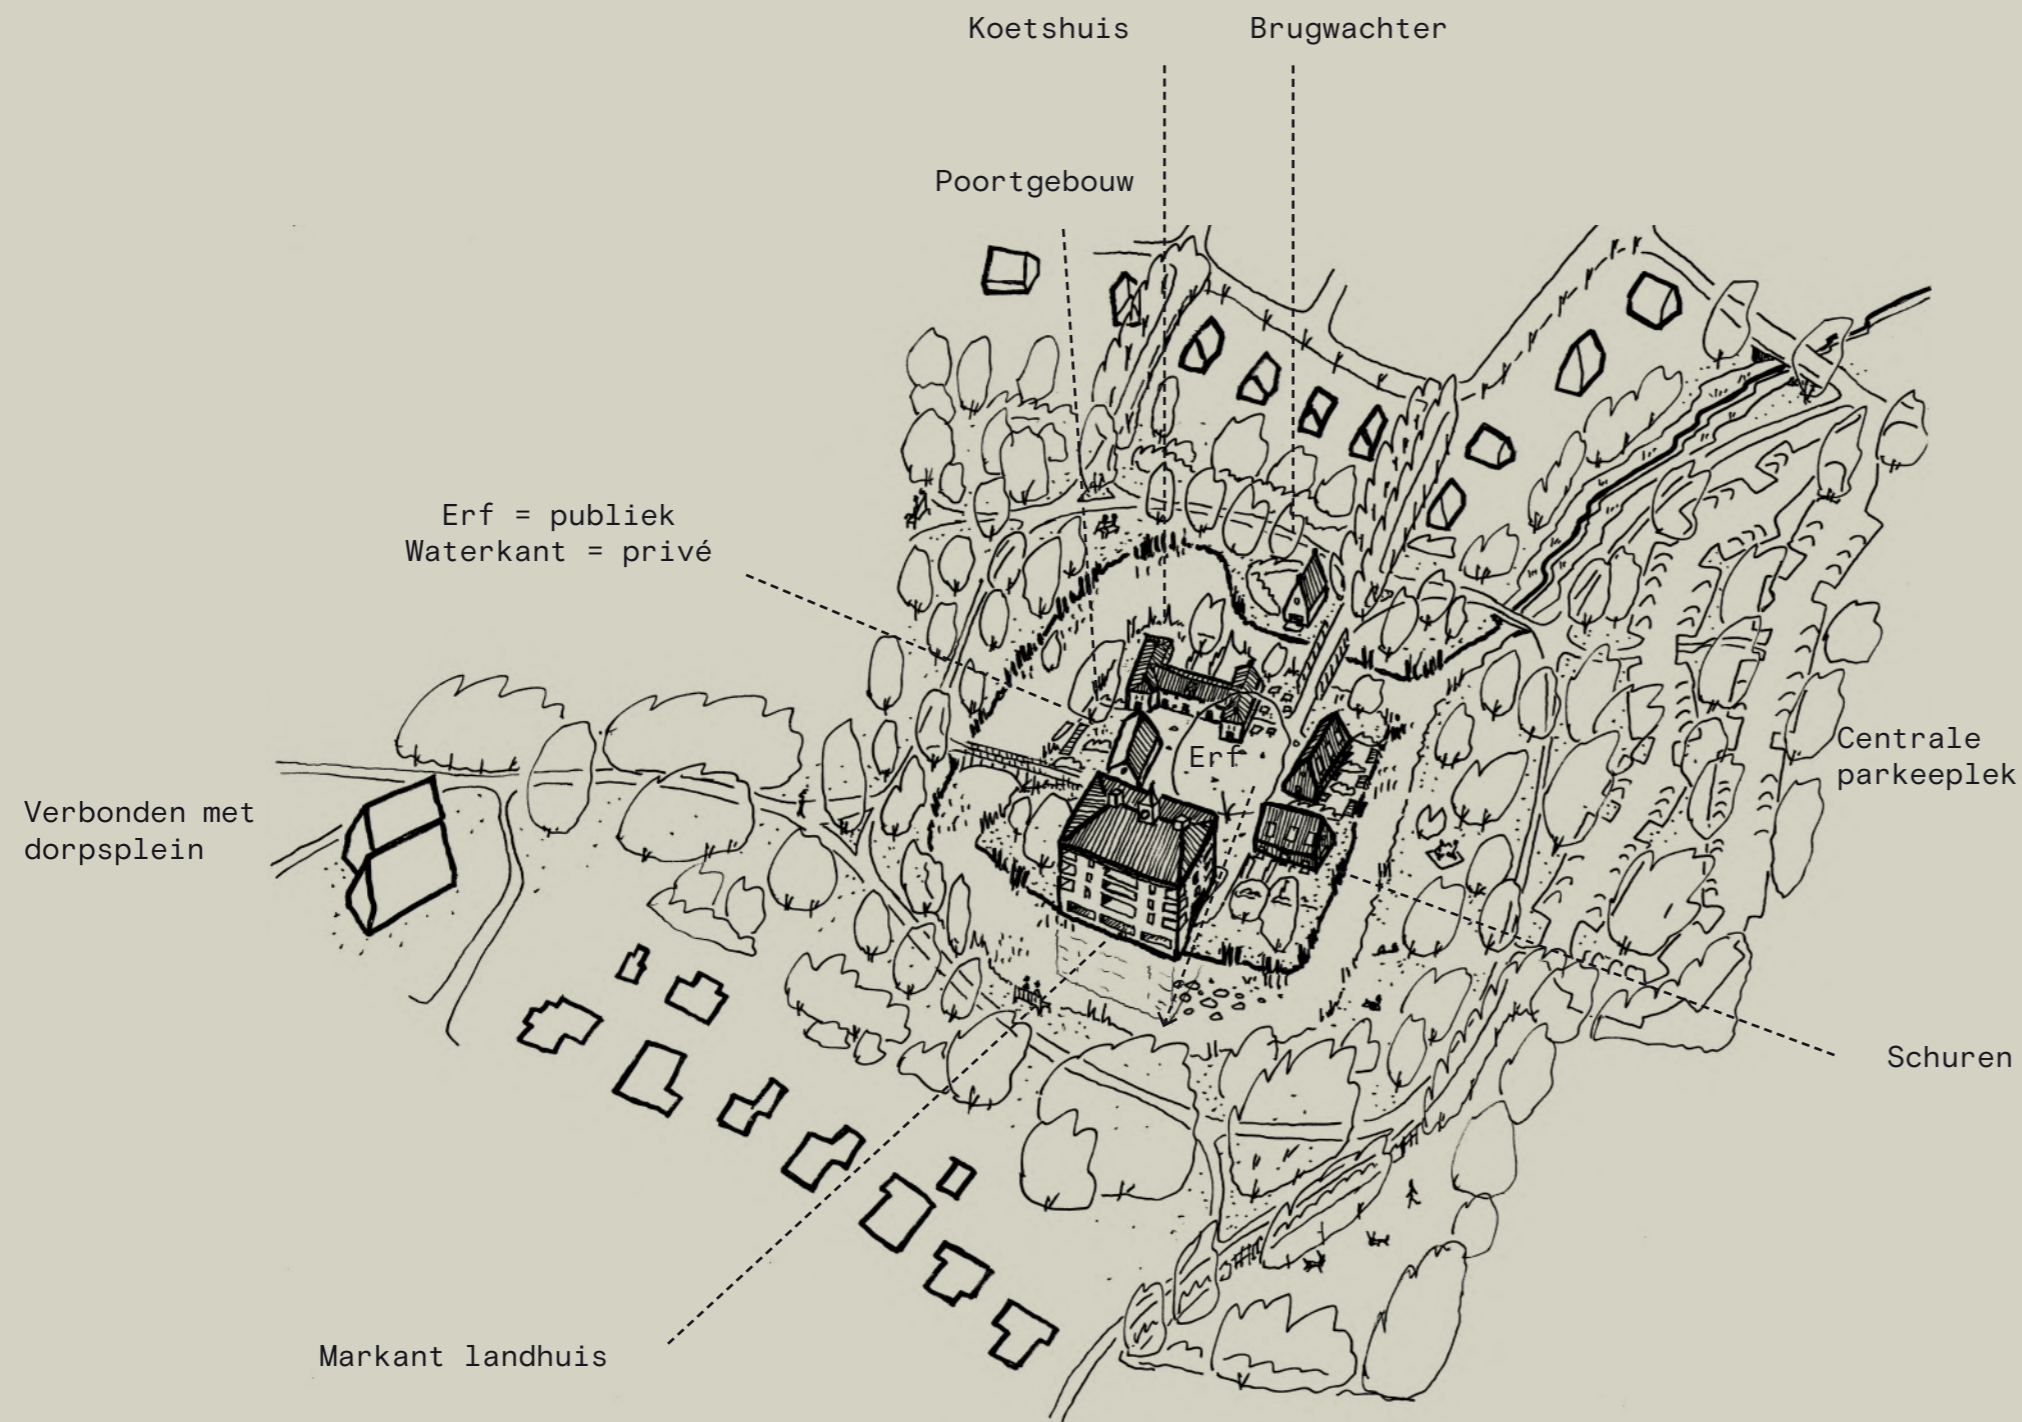 Koetshuis
Brugwachter
Poortgebouw
Erf = publiek
Waterkant = privé
Erf
Centrale
parkeeplek
Verbonden met
dorpsplein
Schuren
Markant landhuis